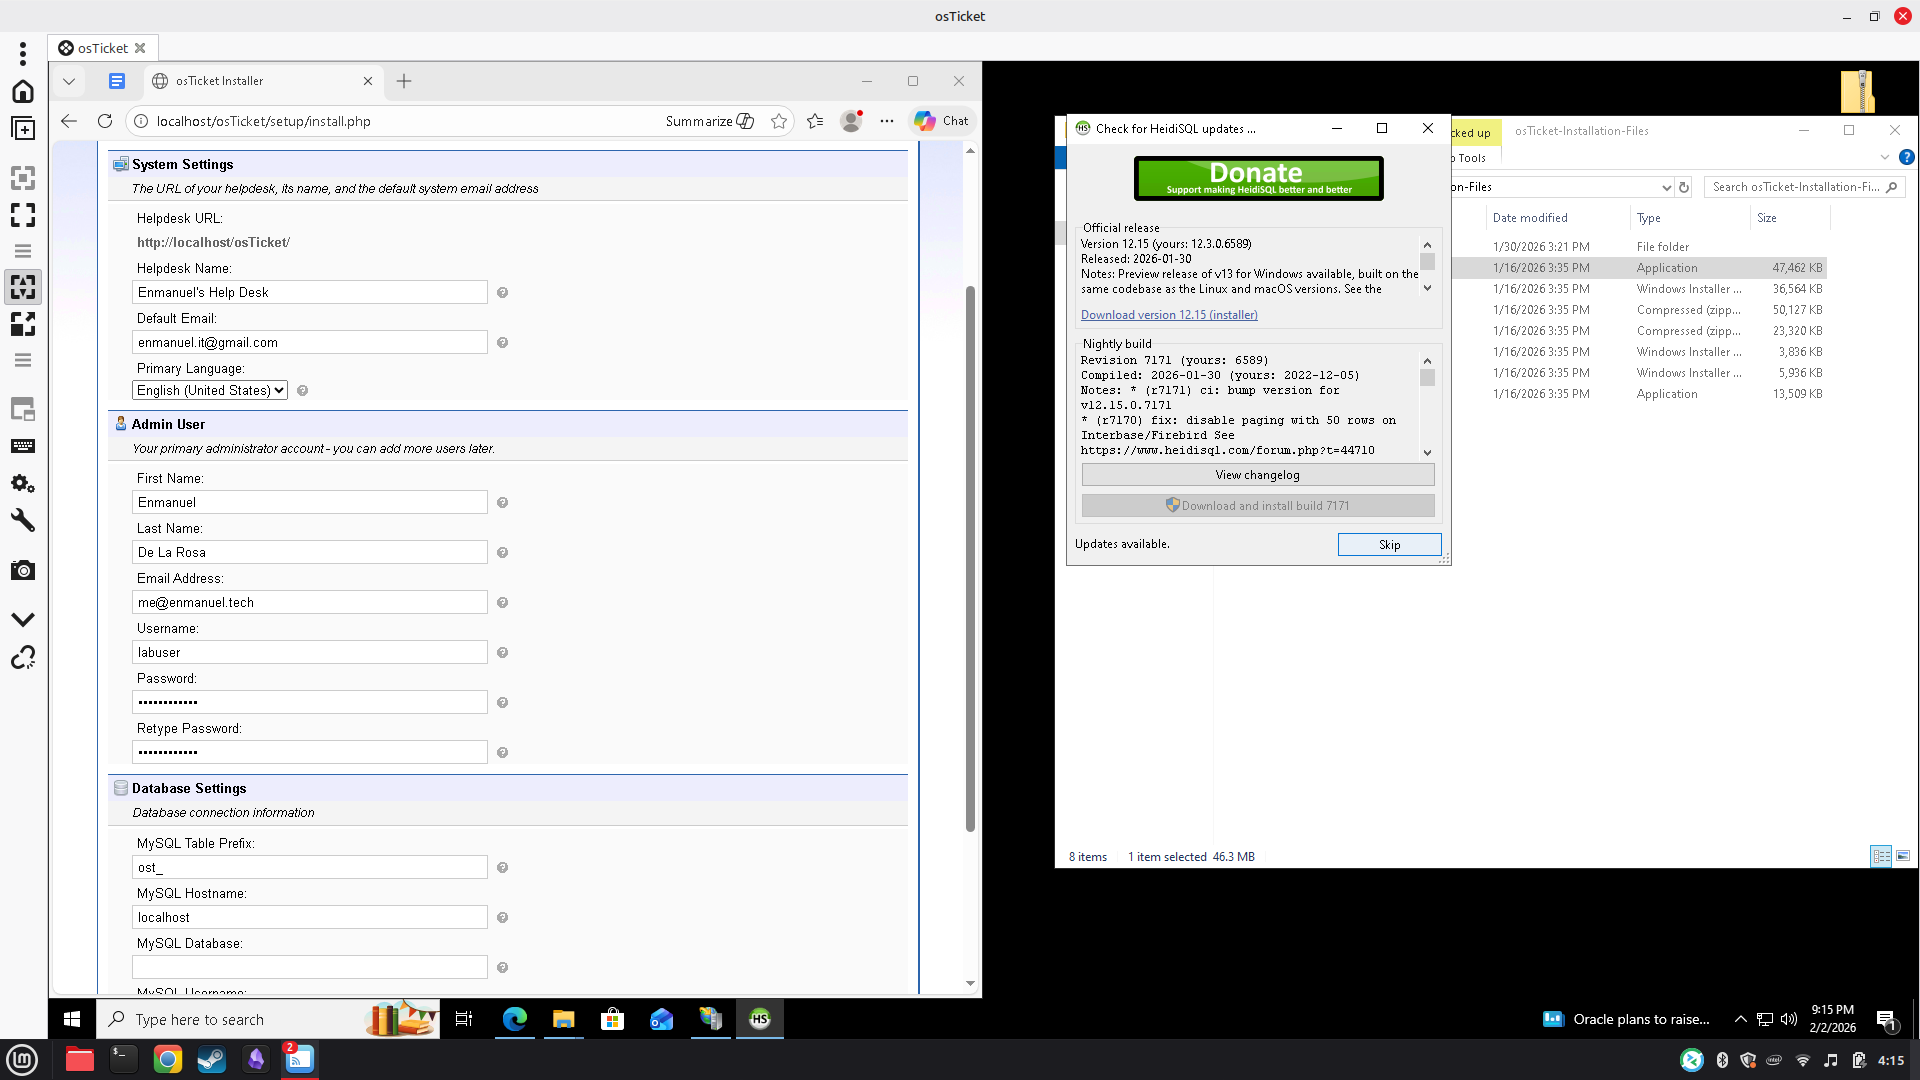 osTicket
osTicket
osTicket Installer
localhost/osTicket/setup/install.php
Summarize
Chat
System Settings
The URL of your helpdesk, its name, and the default system email address
Helpdesk URL:
http://localhost/osTicket/
Helpdesk Name:
Enmanuel's Help Desk
Default Email:
enmanuel.it@gmail.com
Primary Language:
English (United States)
Admin User
Your primary administrator account - you can add more users later.
First Name:
Enmanuel
Last Name:
De La Rosa
Email Address:
me@enmanuel.tech
Username:
labuser
Password:
••••••••••••
Retype Password:
••••••••••••
Database Settings
Database connection information
MySQL Table Prefix:
ost_
MySQL Hostname:
localhost
MySQL Database:
MySQL Username:
HS
Check for HeidiSQL updates ...
Donate
Support making HeidiSQL better and better
Official release
Version 12.15 (yours: 12.3.0.6589)
Released: 2026-01-30
Notes: Preview release of v13 for Windows available, built on the
same codebase as the Linux and macOS versions. See the
Download version 12.15 (installer)
Nightly build
Revision 7171 (yours: 6589)
Compiled: 2026-01-30 (yours: 2022-12-05)
Notes: * (r7171) ci: bump version for
v12.15.0.7171
* (r7170) fix: disable paging with 50 rows on
Interbase/Firebird See
https://www.heidisql.com/forum.php?t=44710
View changelog
Download and install build 7171
Updates available.
Skip
cked up
osTicket-Installation-Files
Tools
on-Files
Search osTicket-Installation-Fi...
Date modified Type Size
1/30/2026 3:21 PM File folder
1/16/2026 3:35 PM Application 47,462 KB
1/16/2026 3:35 PM Windows Installer ... 36,564 KB
1/16/2026 3:35 PM Compressed (zipp... 50,127 KB
1/16/2026 3:35 PM Compressed (zipp... 23,320 KB
1/16/2026 3:35 PM Windows Installer ... 3,836 KB
1/16/2026 3:35 PM Windows Installer ... 5,936 KB
1/16/2026 3:35 PM Application 13,509 KB
8 items 1 item selected 46.3 MB
Type here to search
HS
Oracle plans to raise...
9:15 PM
2/2/2026
1
2
4:15